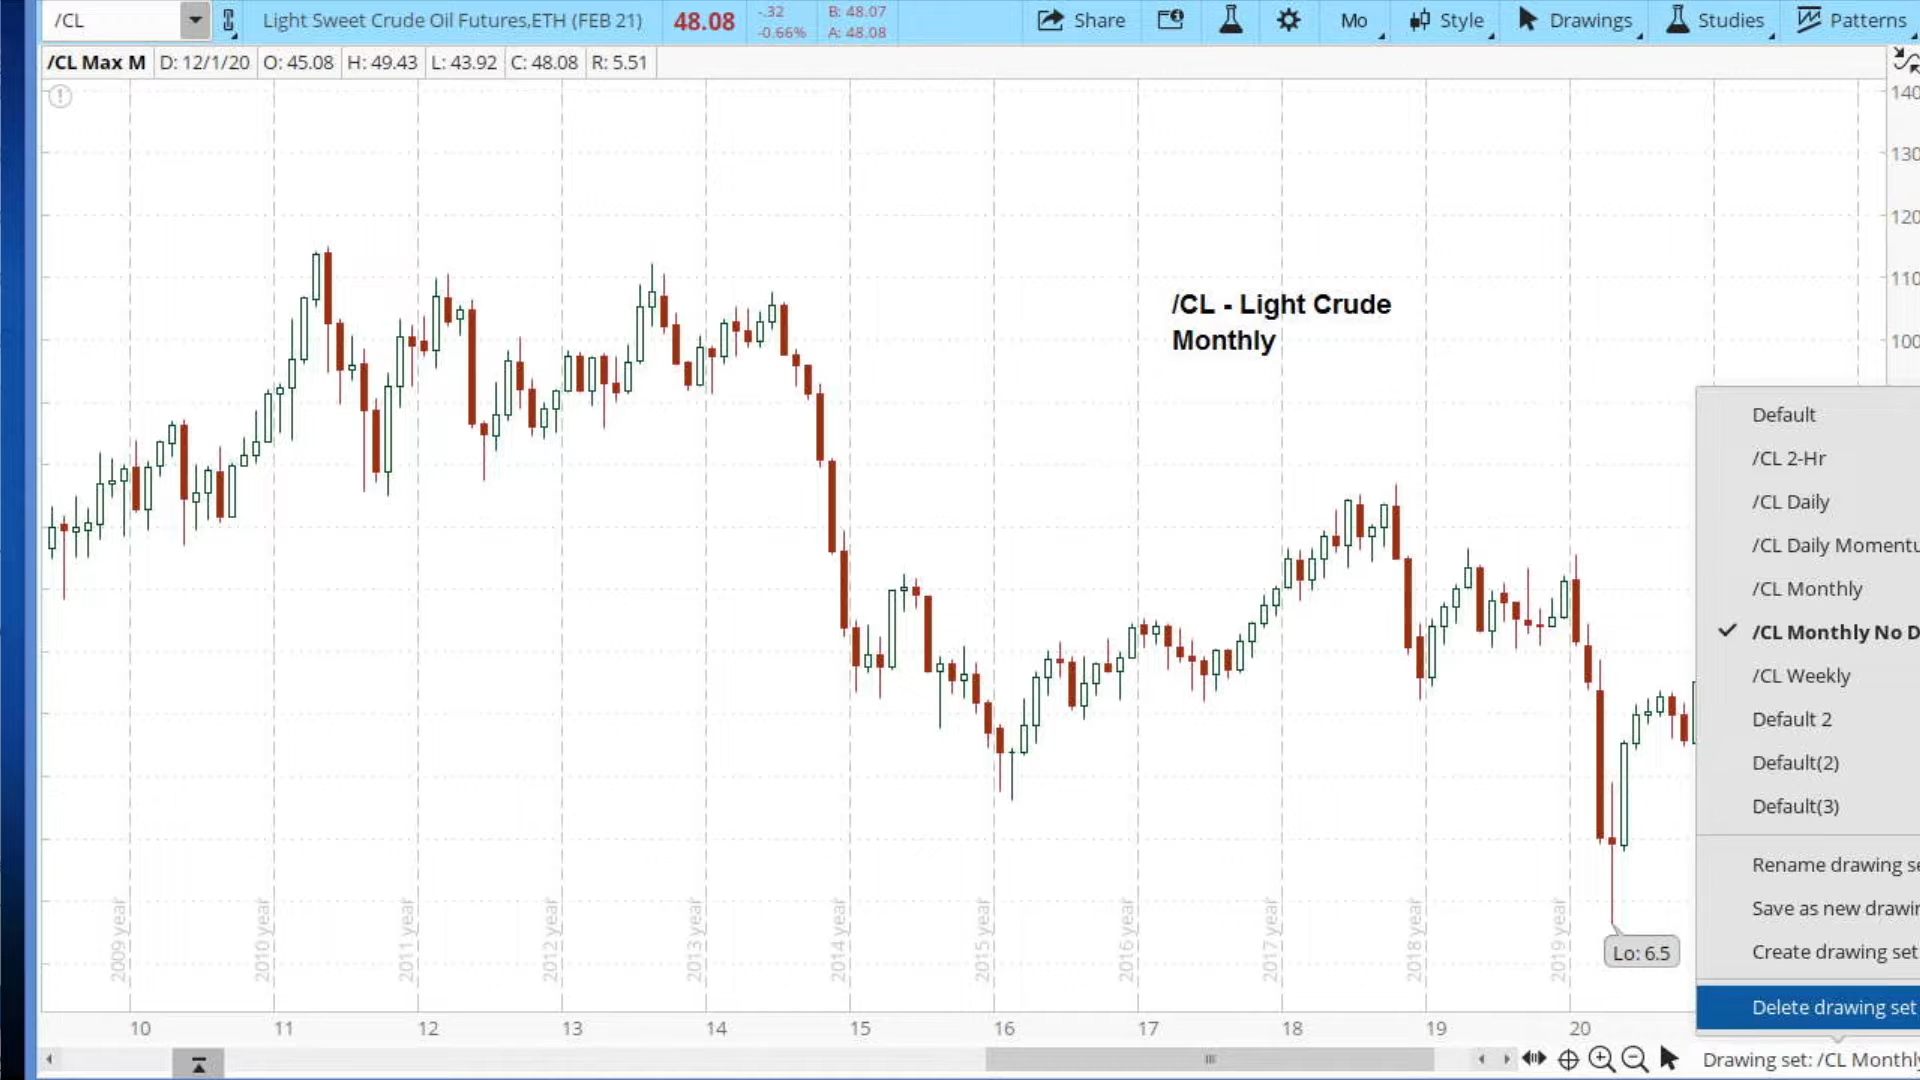 /CL
Light Sweet Crude Oil Futures,ETH (FEB 21)
48.08
-.32
-0.66%
B: 48.07
A: 48.08
Share
Mo
Style
Drawings
Studies
Patterns
/CL Max M
D: 12/1/20
O: 45.08
H: 49.43
L: 43.92
C: 48.08
R: 5.51
140
130
120
110
100
/CL - Light Crude
Monthly
Default
/CL 2-Hr
/CL Daily
/CL Daily Momentu
/CL Monthly
/CL Monthly No D
/CL Weekly
Default 2
Default(2)
Default(3)
Rename drawing se
Save as new drawin
Create drawing set
Delete drawing set
2009 year
2010 year
2011 year
2012 year
2013 year
2014 year
2015 year
2016 year
2017 year
2018 year
2019 year
Lo: 6.5
10
11
12
13
14
15
16
17
18
19
20
Drawing set: /CL Monthly